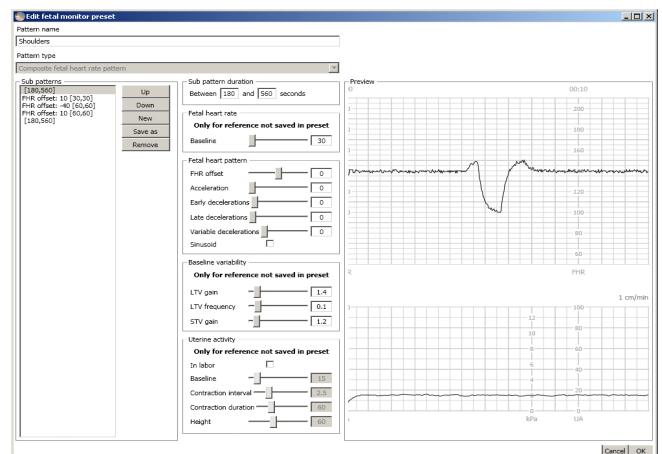 Edit fetal monitor preset
Pattern name
Shoulders
Pattern type
Composite fetal heart rate pattern
Sub patterns
[180,560]
FHR offset: 10 [30,30]
FHR offset: -40 [60,60]
FHR offset: 10 [60,60]
[180,560]
Up
Down
New
Save as
Remove
Sub pattern duration
Between 180 and 560 seconds
Fetal heart rate
Only for reference not saved in preset
Baseline 30
Fetal heart pattern
FHR offset 0
Acceleration 0
Early decelerations 0
Late decelerations 0
Variable decelerations 0
Sinusoid
Baseline variability
Only for reference not saved in preset
LTV gain 1.4
LTV frequency 0.1
STV gain 1.2
Uterine activity
Only for reference not saved in preset
In labor
Baseline 15
Contraction interval 2.5
Contraction duration 60
Height 60
Preview
00:10
200
180
160
120
100
80
60
FHR
1 cm/min
100
12
80
10
8
60
6
40
4
20
0 0
kPa UA
Cancel OK